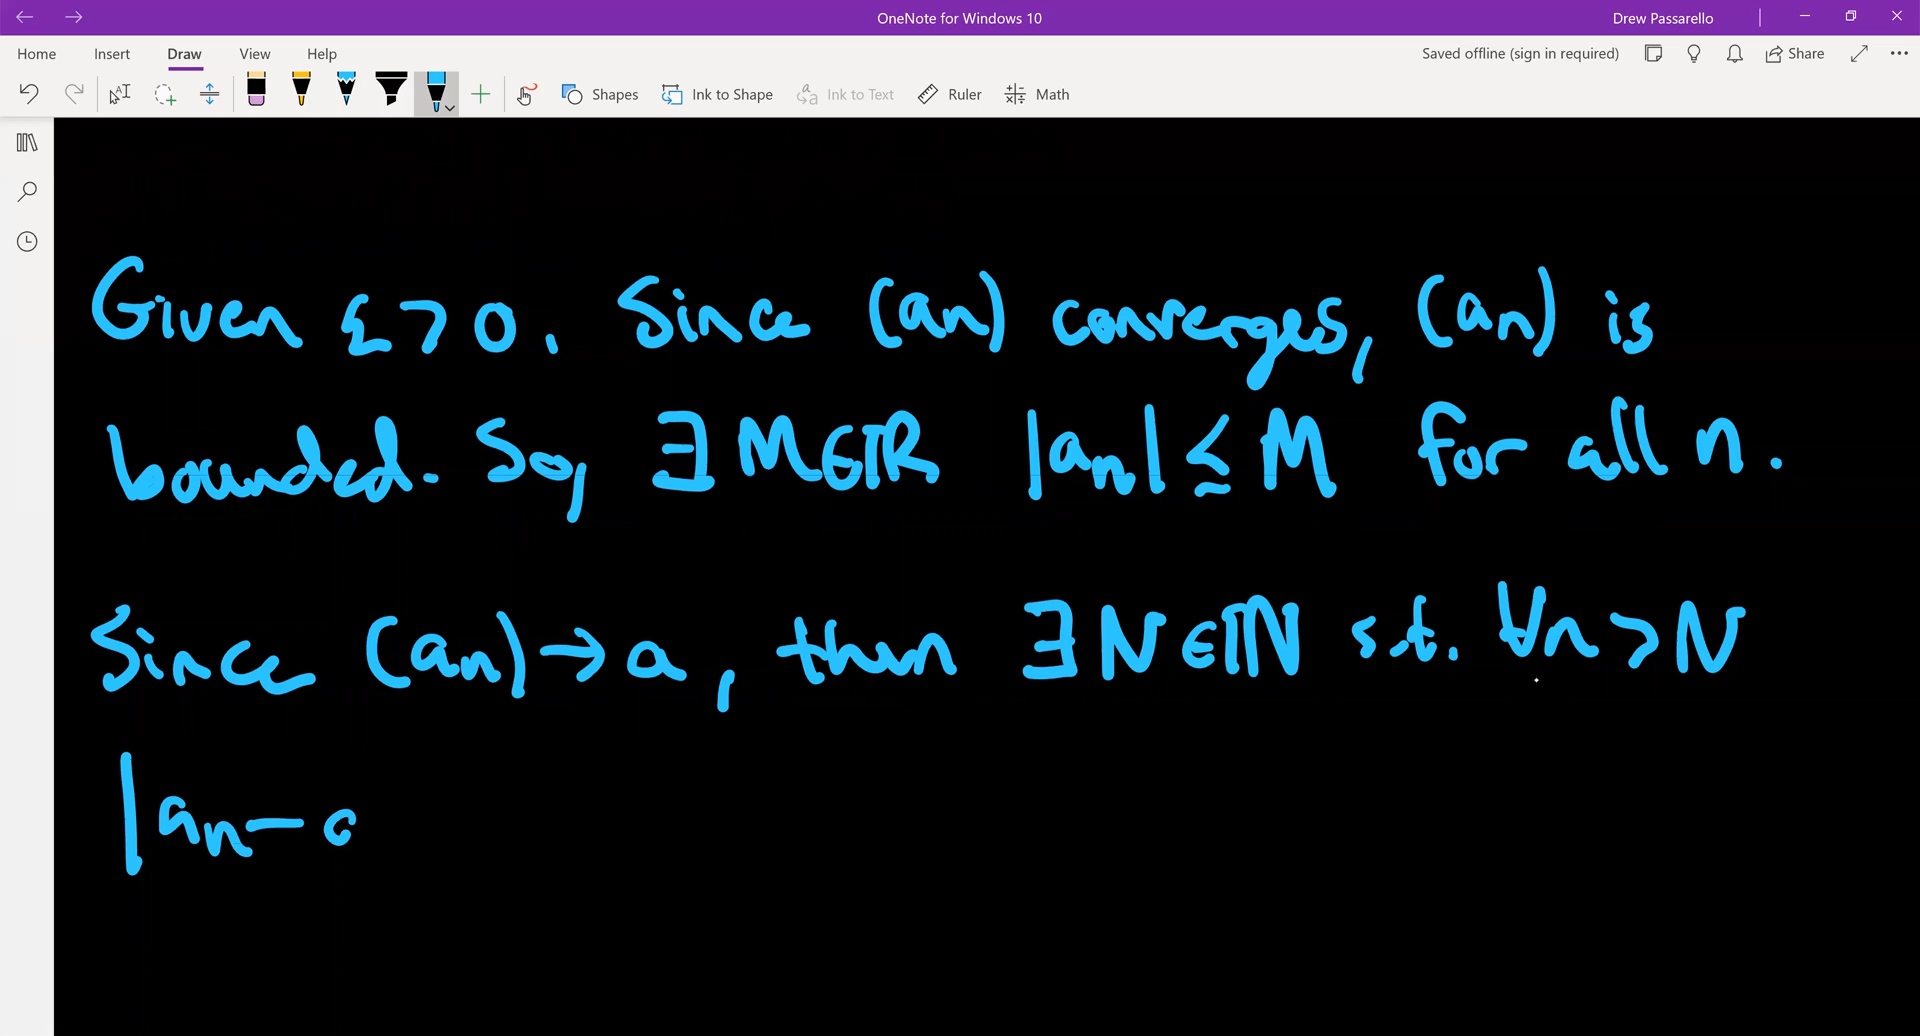 OneNote for Windows 10
Drew Passarello
Home Insert Draw View Help
Saved offline (sign in required)
Share
Shapes
Ink to Shape
Ink to Text
Ruler
Math
Given ε > 0. Since (an) converges, (an) is
bounded. So, ∃ M ∈ ℝ |an| ≤ M for all n.
Since (an) → a, then ∃ N ∈ ℕ s.t. ∀n > N
|an –